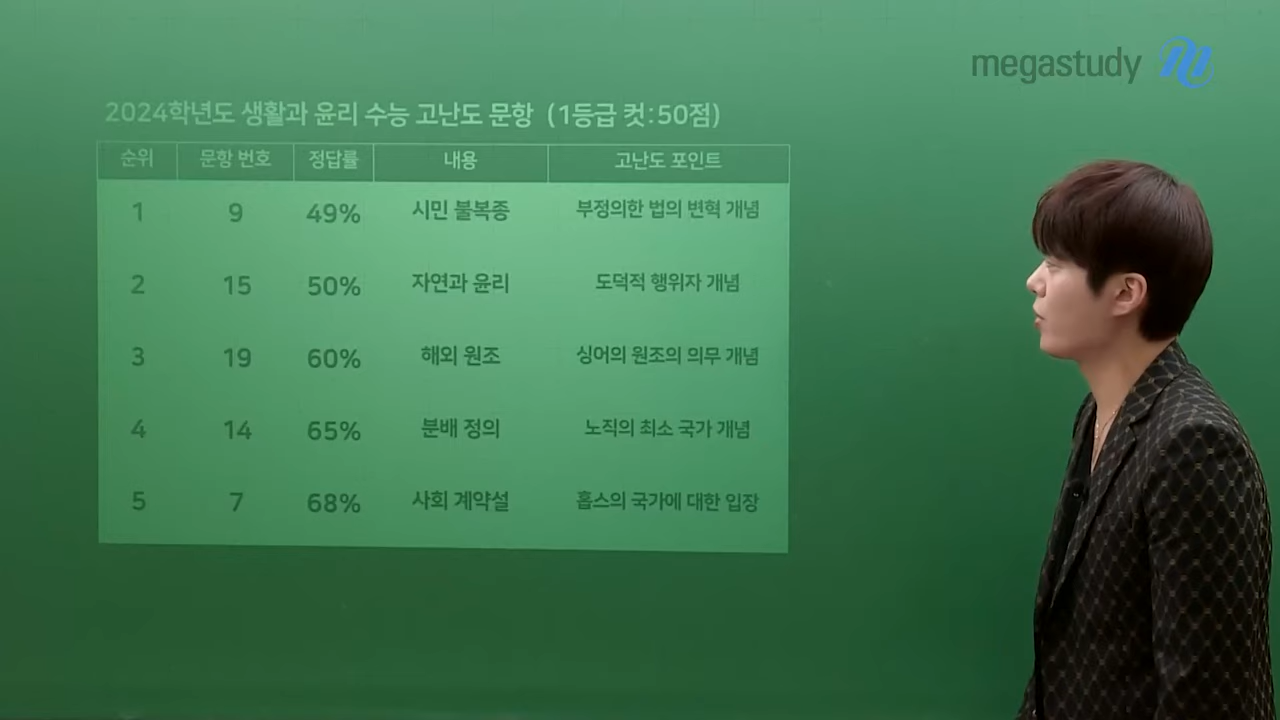 megastudy
2024학년도 생활과 윤리 수능 고난도 문항 (1등급 컷:50점)
순위 문항 번호 정답률 내용 고난도 포인트
1 9 49% 시민 불복종 부정의한 법의 변혁 개념
2 15 50% 자연과 윤리 도덕적 행위자 개념
3 19 60% 해외 원조 싱어의 원조의 의무 개념
4 14 65% 분배 정의 노직의 최소 국가 개념
5 7 68% 사회 계약설 홉스의 국가에 대한 입장